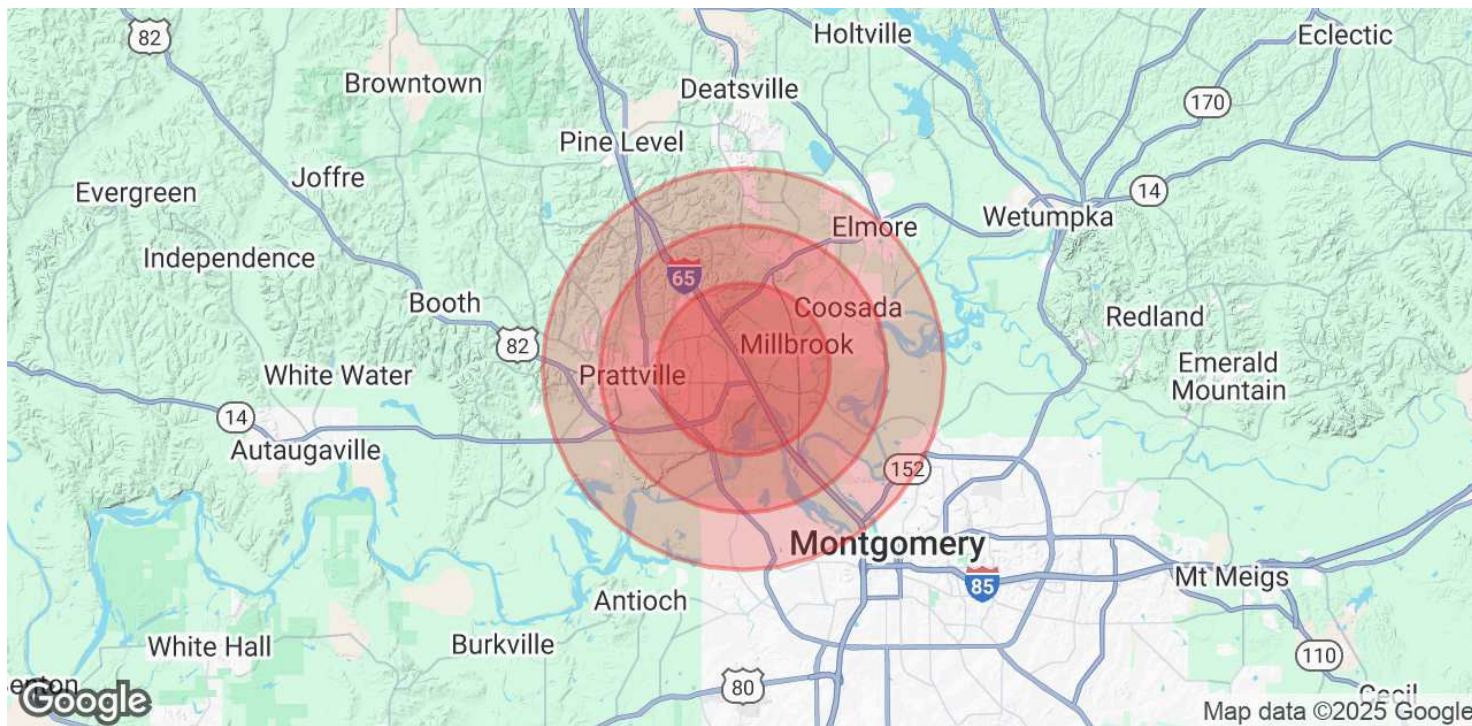 82
Holtville
Eclectic
Browntown
Deatsville
170
Pine Level
Joffre
Evergreen
14
Wetumpka
Elmore
Independence
65
Booth
Coosada
Redland
82
Millbrook
White Water
Prattville
Emerald
Mountain
14
Autaugaville
152
Montgomery
85
Mt Meigs
Antioch
White Hall
Burkville
110
80
enton
Cecil
Google
Map data ©2025 Google